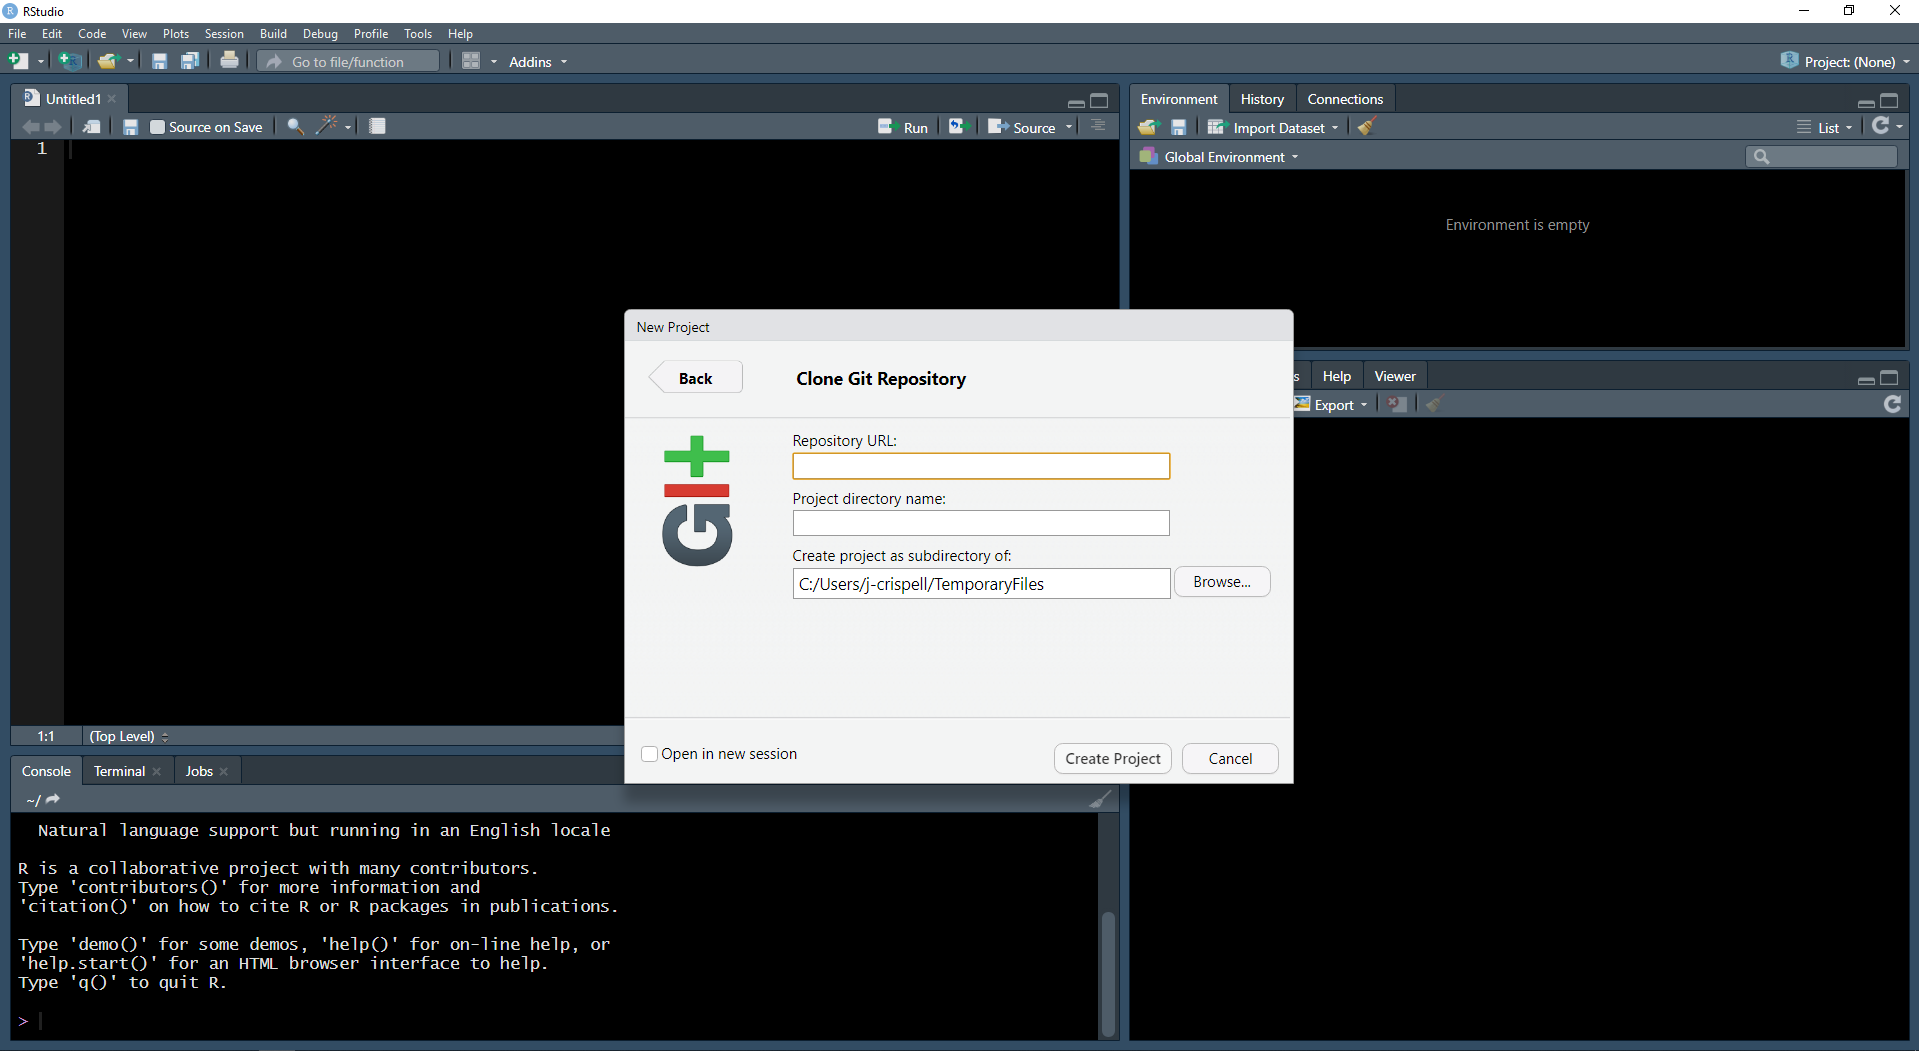 RStudio
File Edit Code View Plots Session Build Debug Profile Tools Help
Go to file/function Addins Project: (None)
Untitled1
Source on Save Run Source
1
1:1 (Top Level)
Environment History Connections
Import Dataset List
Global Environment
Environment is empty
s Help Viewer
Export
New Project
Back Clone Git Repository
Git
Repository URL:
Project directory name:
Create project as subdirectory of:
C:/Users/j-crispell/TemporaryFiles Browse...
Open in new session Create Project Cancel
Console Terminal Jobs
~/
Natural language support but running in an English locale
R is a collaborative project with many contributors.
Type 'contributors()' for more information and
'citation()' on how to cite R or R packages in publications.
Type 'demo()' for some demos, 'help()' for on-line help, or
'help.start()' for an HTML browser interface to help.
Type 'q()' to quit R.
>